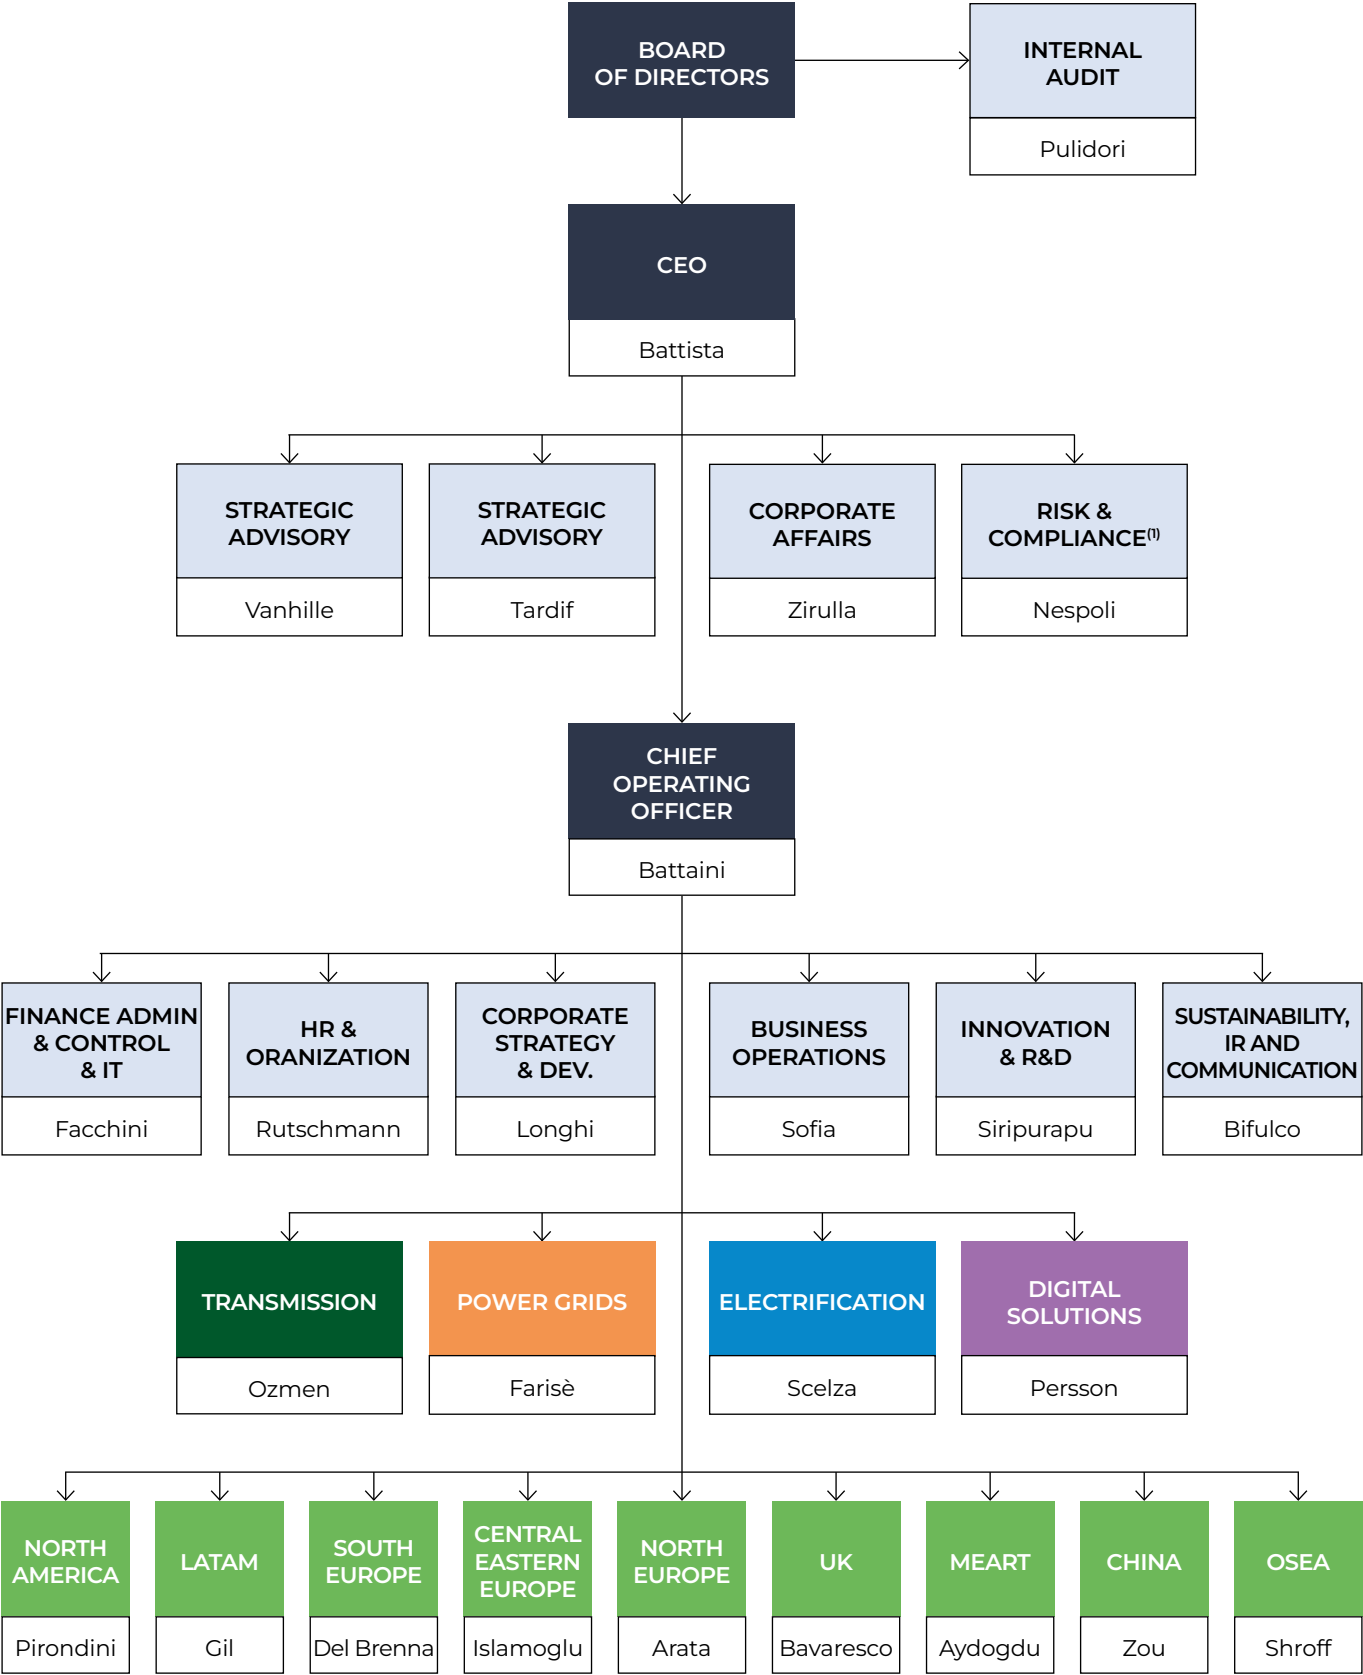 BOARD
OF DIRECTORS
INTERNAL
AUDIT
Pulidori
CEO
Battista
STRATEGIC
ADVISORY
Vanhille
STRATEGIC
ADVISORY
Tardif
CORPORATE
AFFAIRS
Zirulla
RISK &
COMPLIANCE(1)
Nespoli
CHIEF
OPERATING
OFFICER
Battaini
FINANCE ADMIN
& CONTROL
& IT
Facchini
HR &
ORANIZATION
Rutschmann
CORPORATE
STRATEGY
& DEV.
Longhi
BUSINESS
OPERATIONS
Sofia
INNOVATION
& R&D
Siripurapu
SUSTAINABILITY,
IR AND
COMMUNICATION
Bifulco
TRANSMISSION
Ozmen
POWER GRIDS
Farisè
ELECTRIFICATION
Scelza
DIGITAL
SOLUTIONS
Persson
NORTH
AMERICA
Pirondini
LATAM
Gil
SOUTH
EUROPE
Del Brenna
CENTRAL
EASTERN
EUROPE
Islamoglu
NORTH
EUROPE
Arata
UK
Bavaresco
MEART
Aydogdu
CHINA
Zou
OSEA
Shroff